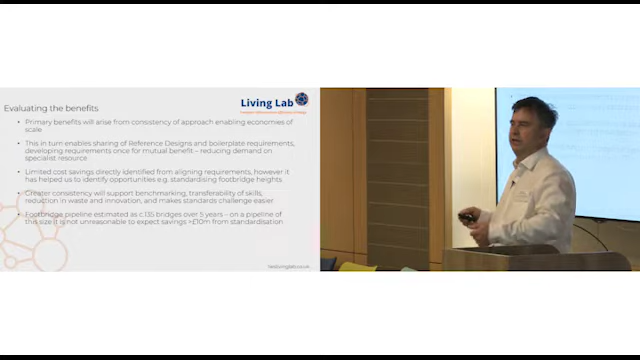 Evaluating the benefits
Living Lab
• Primary benefits will arise from consistency of approach enabling economies of
scale
• This in turn enables sharing of Reference Designs and boilerplate requirements,
developing requirements once for mutual benefit – reducing demand on
specialist resource
• Limited cost savings directly identified from aligning requirements, however it
has helped us to identify opportunities e.g. standardising footbridge heights
• Greater consistency will support benchmarking, transferability of skills,
reduction in waste and innovation, and makes standards challenge easier
• Footbridge pipeline estimated as c.135 bridges over 5 years – on a pipeline of
this size it is not unreasonable to expect savings >£10m from standardisation